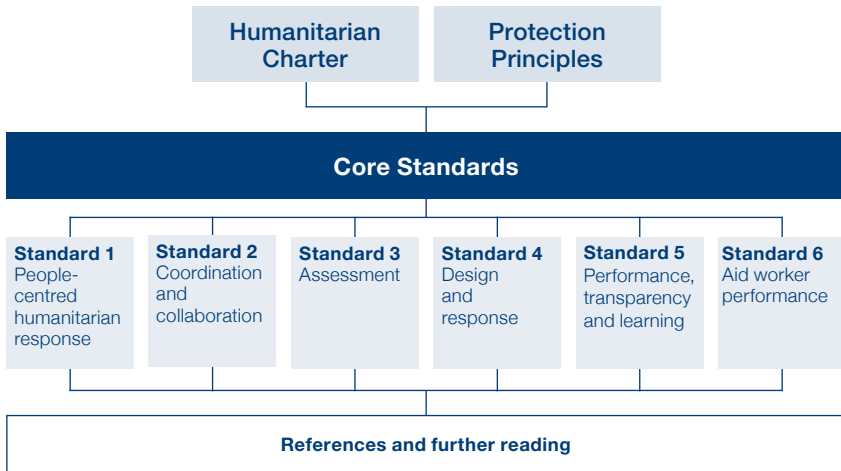 Humanitarian
Charter
Protection
Principles
Core Standards
Standard 1
People-
centred
humanitarian
response
Standard 2
Coordination
and
collaboration
Standard 3
Assessment
Standard 4
Design
and
response
Standard 5
Performance,
transparency
and learning
Standard 6
Aid worker
performance
References and further reading